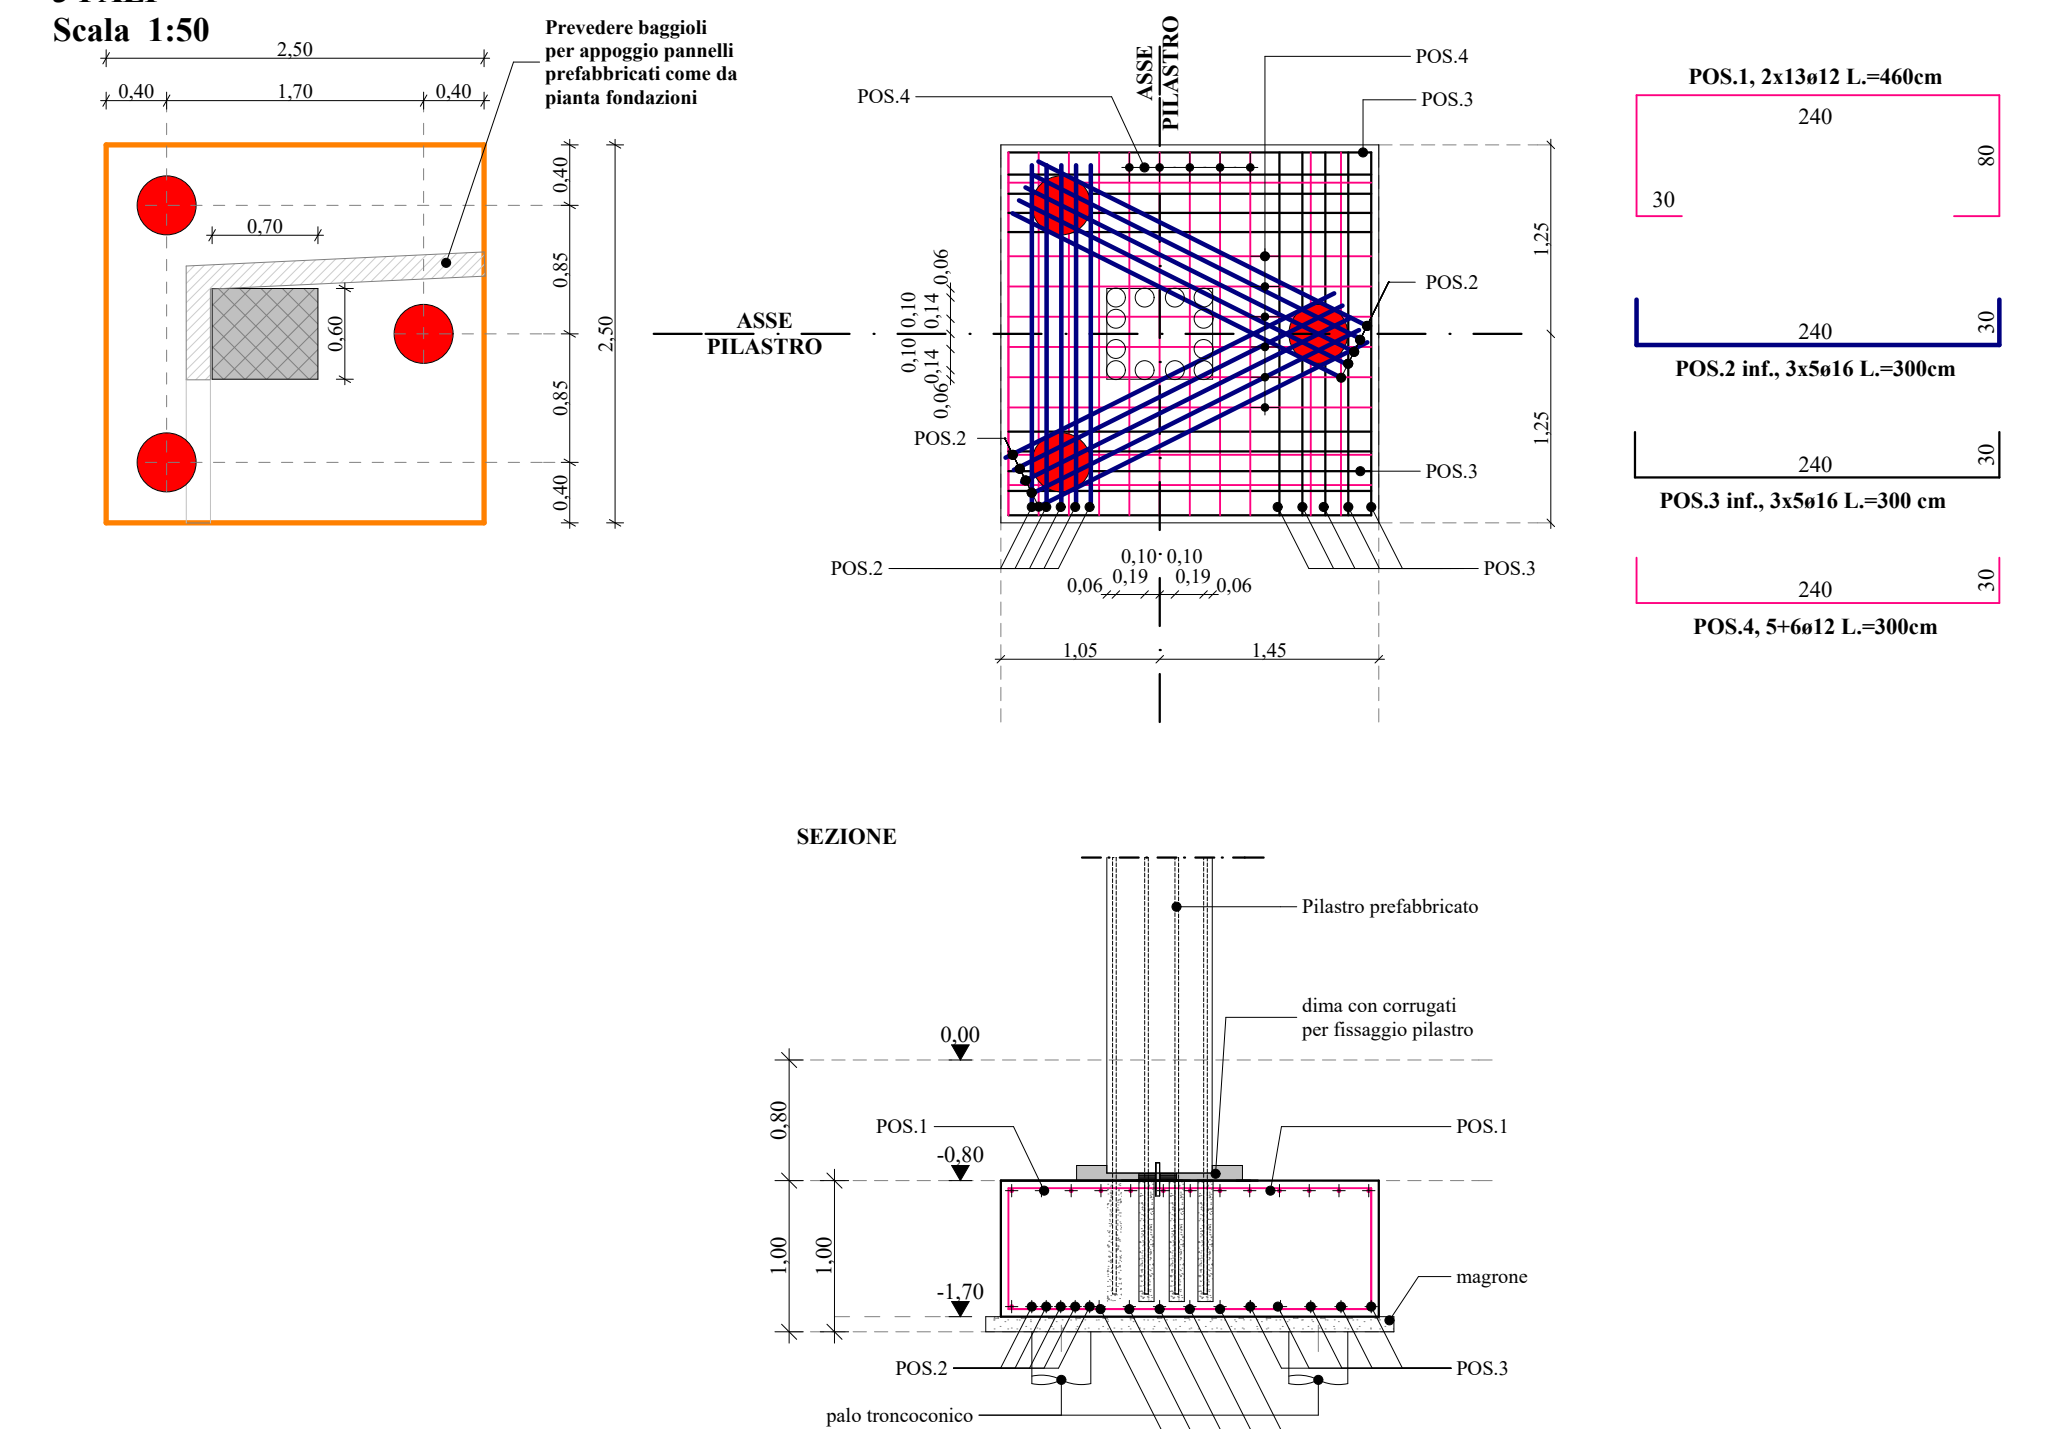 Scala 1:50
2,50
0,40
1,70
0,40
Prevedere baggioli
per appoggio pannelli
prefabbricati come da
pianta fondazioni
0,70
0,60
0,40
0,85
0,85
0,40
2,50
ASSE
PILASTRO
ASSE
PILASTRO
POS.4
POS.4
POS.3
POS.2
POS.3
POS.2
POS.2
POS.3
0,06
0,10
0,14
0,10
0,14
0,06
1,25
1,25
0,10
0,10
0,19
0,19
0,06
0,06
1,05
1,45
POS.1, 2x13ø12 L.=460cm
240
80
30
240
30
POS.2 inf., 3x5ø16 L.=300cm
240
30
POS.3 inf., 3x5ø16 L.=300 cm
240
30
POS.4, 5+6ø12 L.=300cm
SEZIONE
Pilastro prefabbricato
dima con corrugati
per fissaggio pilastro
0,00
0,80
POS.1
POS.1
-0,80
1,00
1,00
-1,70
magrone
POS.2
POS.3
palo troncoconico